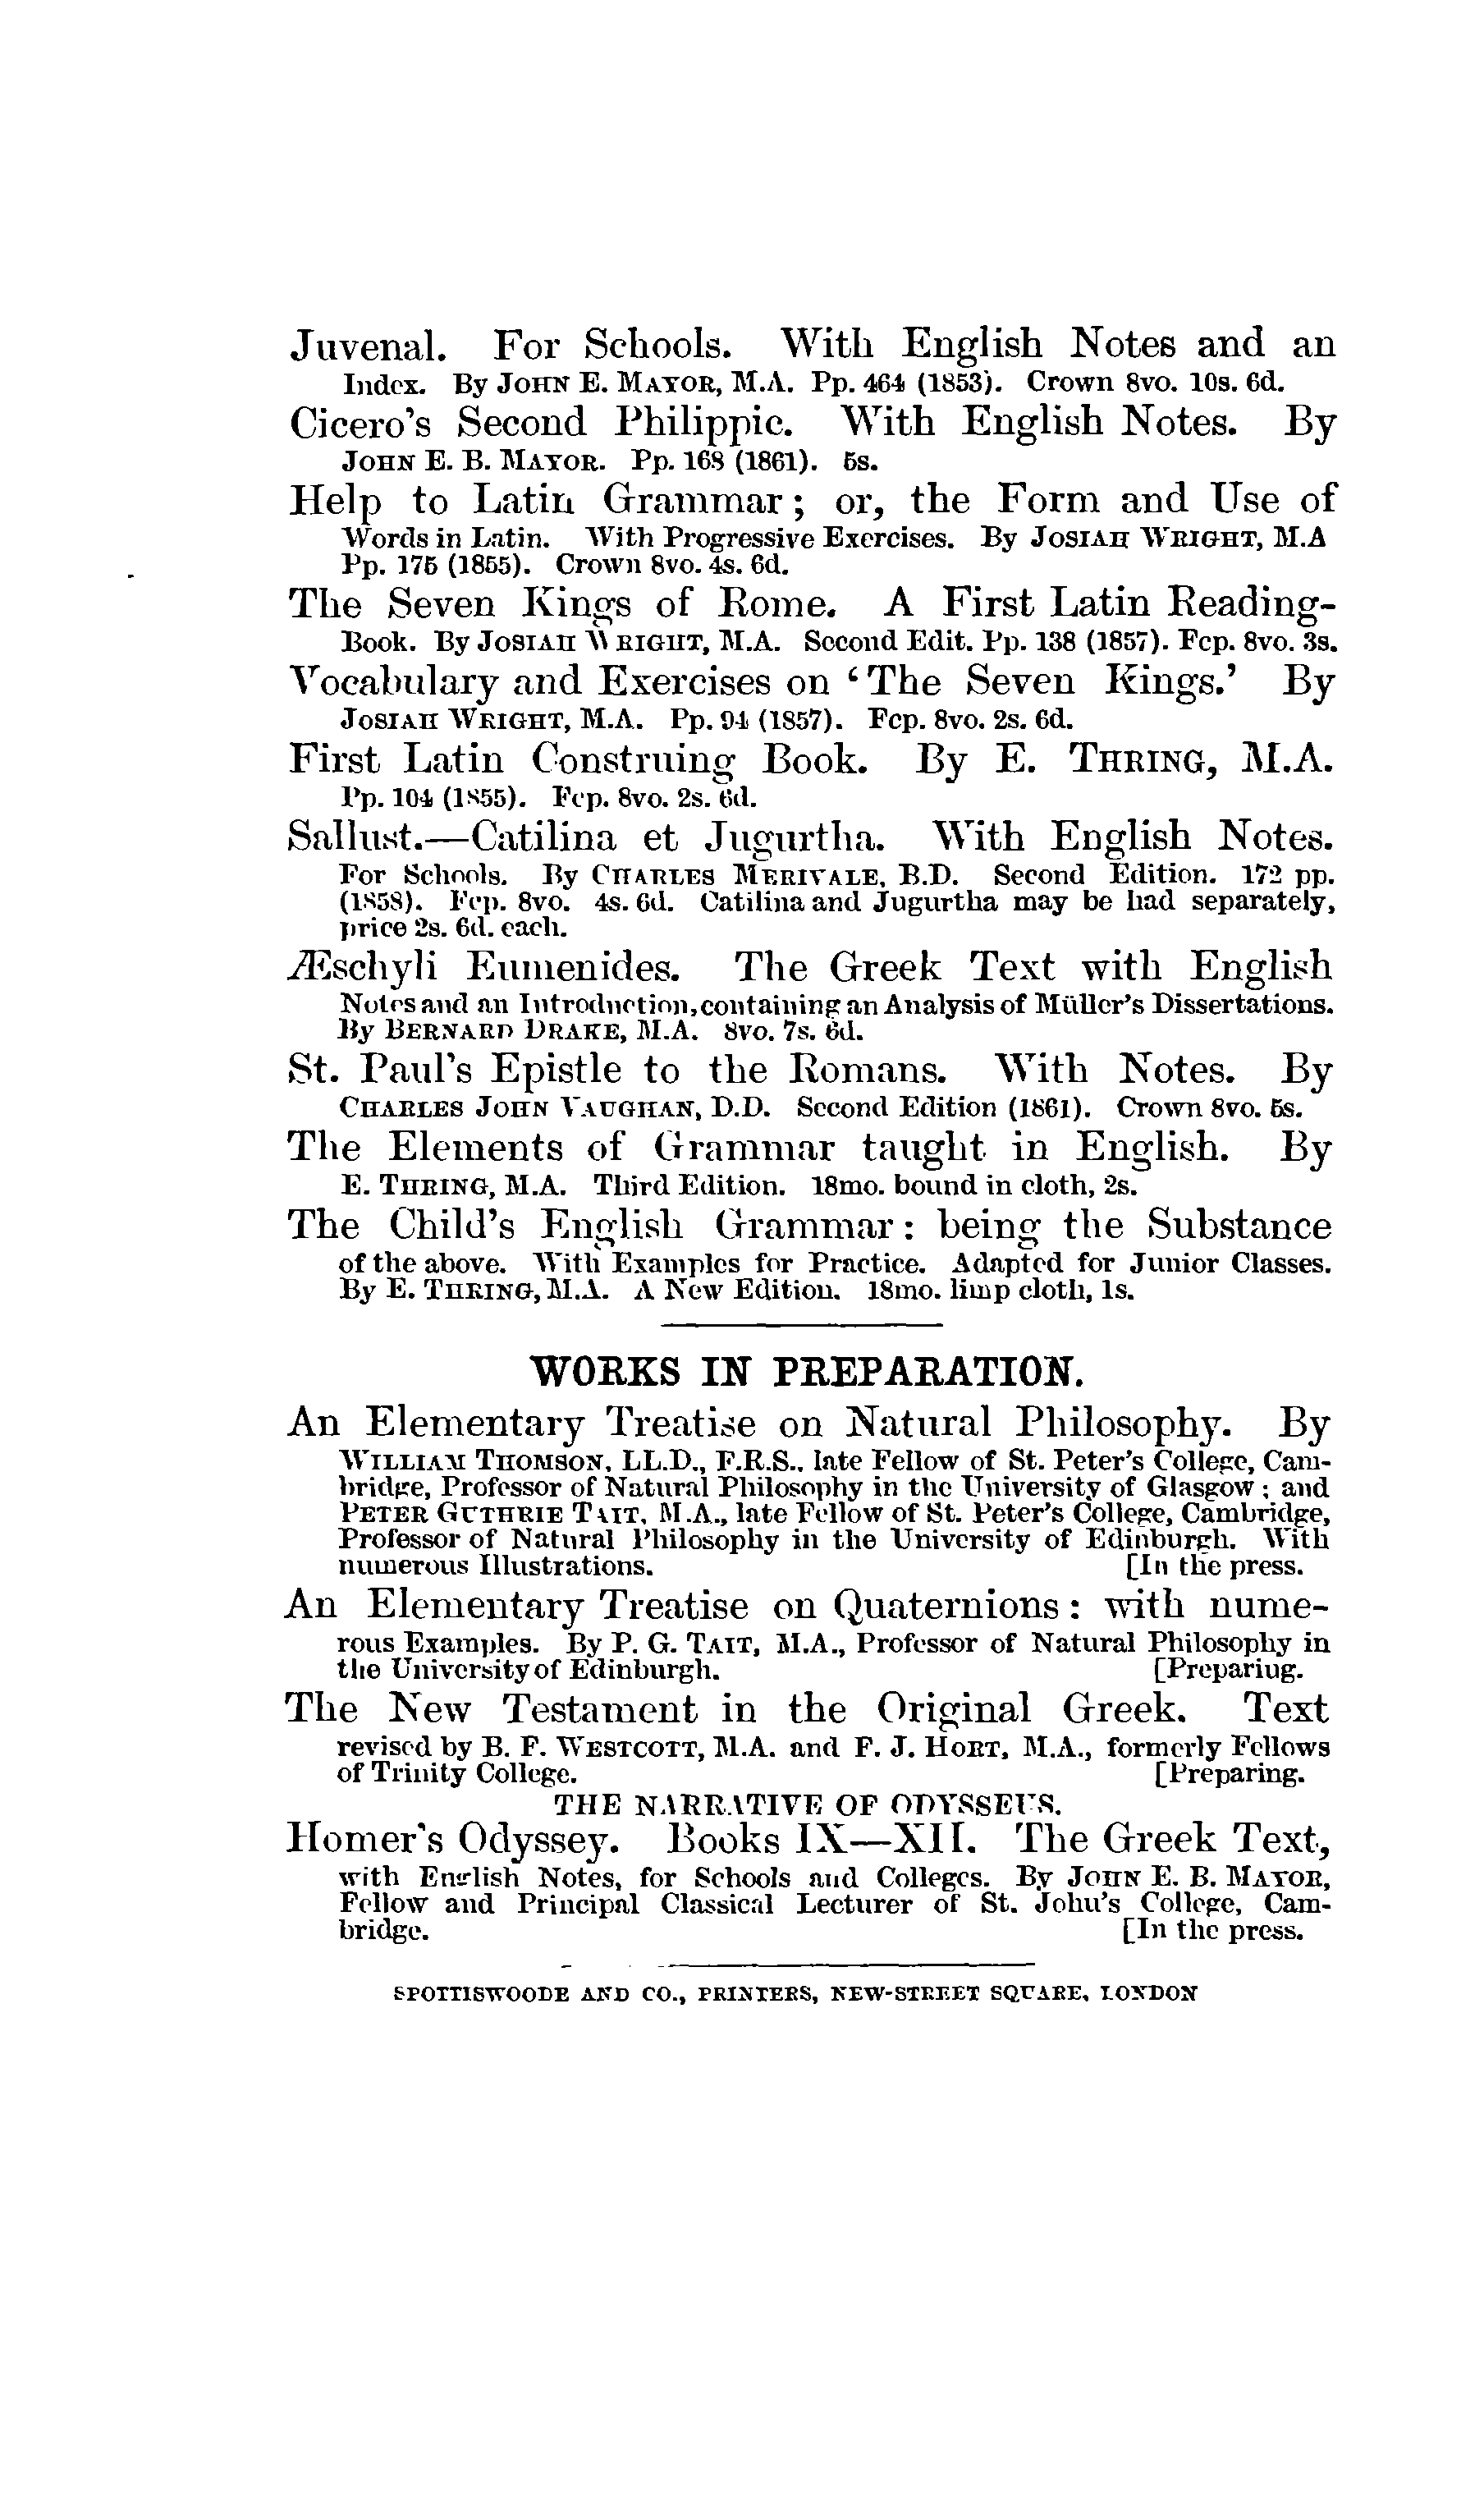 Juvenal. For Schools. With English Notes and an
Index. By JOHN E. MAYOR, M.A. Pp. 464 (1853). Crown 8vo. 10s. 6d.
Cicero's Second Philippic. With English Notes. By
JOHN E. B. MAYOR. Pp. 168 (1861). 5s.
Help to Latin Grammar; or, the Form and Use of
Words in Latin. With Progressive Exercises. By JOSIAH WRIGHT, M.A
Pp. 175 (1855). Crown 8vo. 4s. 6d.
The Seven Kings of Rome. A First Latin Reading-
Book. By JOSIAH WRIGHT, M.A. Second Edit. Pp. 138 (1857). Fcp. 8vo. 3s.
Vocabulary and Exercises on ‘The Seven Kings.’ By
JOSIAH WRIGHT, M.A. Pp. 94 (1857). Fcp. 8vo. 2s. 6d.
First Latin Construing Book. By E. THRING, M.A.
Pp. 104 (1855). Fcp. 8vo. 2s. 6d.
Sallust.—Catilina et Jugurtha. With English Notes.
For Schools. By CHARLES MERIVALE, B.D. Second Edition. 172 pp.
(1858). Fcp. 8vo. 4s. 6d. Catilina and Jugurtha may be had separately,
price 2s. 6d. each.
Æschyli Eumenides. The Greek Text with English
Notes and an Introduction, containing an Analysis of Müller's Dissertations.
By BERNARD DRAKE, M.A. 8vo. 7s. 6d.
St. Paul's Epistle to the Romans. With Notes. By
CHARLES JOHN VAUGHAN, D.D. Second Edition (1861). Crown 8vo. 5s.
The Elements of Grammar taught in English. By
E. THRING, M.A. Third Edition. 18mo. bound in cloth, 2s.
The Child's English Grammar: being the Substance
of the above. With Examples for Practice. Adapted for Junior Classes.
By E. THRING, M.A. A New Edition. 18mo. limp cloth, 1s.
WORKS IN PREPARATION.
An Elementary Treatise on Natural Philosophy. By
WILLIAM THOMSON, LL.D., F.R.S., late Fellow of St. Peter's College, Cam-
bridge, Professor of Natural Philosophy in the University of Glasgow; and
PETER GUTHRIE TAIT, M.A., late Fellow of St. Peter's College, Cambridge,
Professor of Natural Philosophy in the University of Edinburgh. With
numerous Illustrations. [In the press.
An Elementary Treatise on Quaternions: with nume-
rous Examples. By P. G. TAIT, M.A., Professor of Natural Philosophy in
the University of Edinburgh. [Preparing.
The New Testament in the Original Greek. Text
revised by B. F. WESTCOTT, M.A. and F. J. HORT, M.A., formerly Fellows
of Trinity College. [Preparing.
THE NARRATIVE OF ODYSSEUS.
Homer's Odyssey. Books IX—XII. The Greek Text,
with English Notes, for Schools and Colleges. By JOHN E. B. MAYOR,
Fellow and Principal Classical Lecturer of St. John's College, Cam-
bridge. [In the press.
SPOTTISWOODE AND CO., PRINTERS, NEW-STREET SQUARE, LONDON